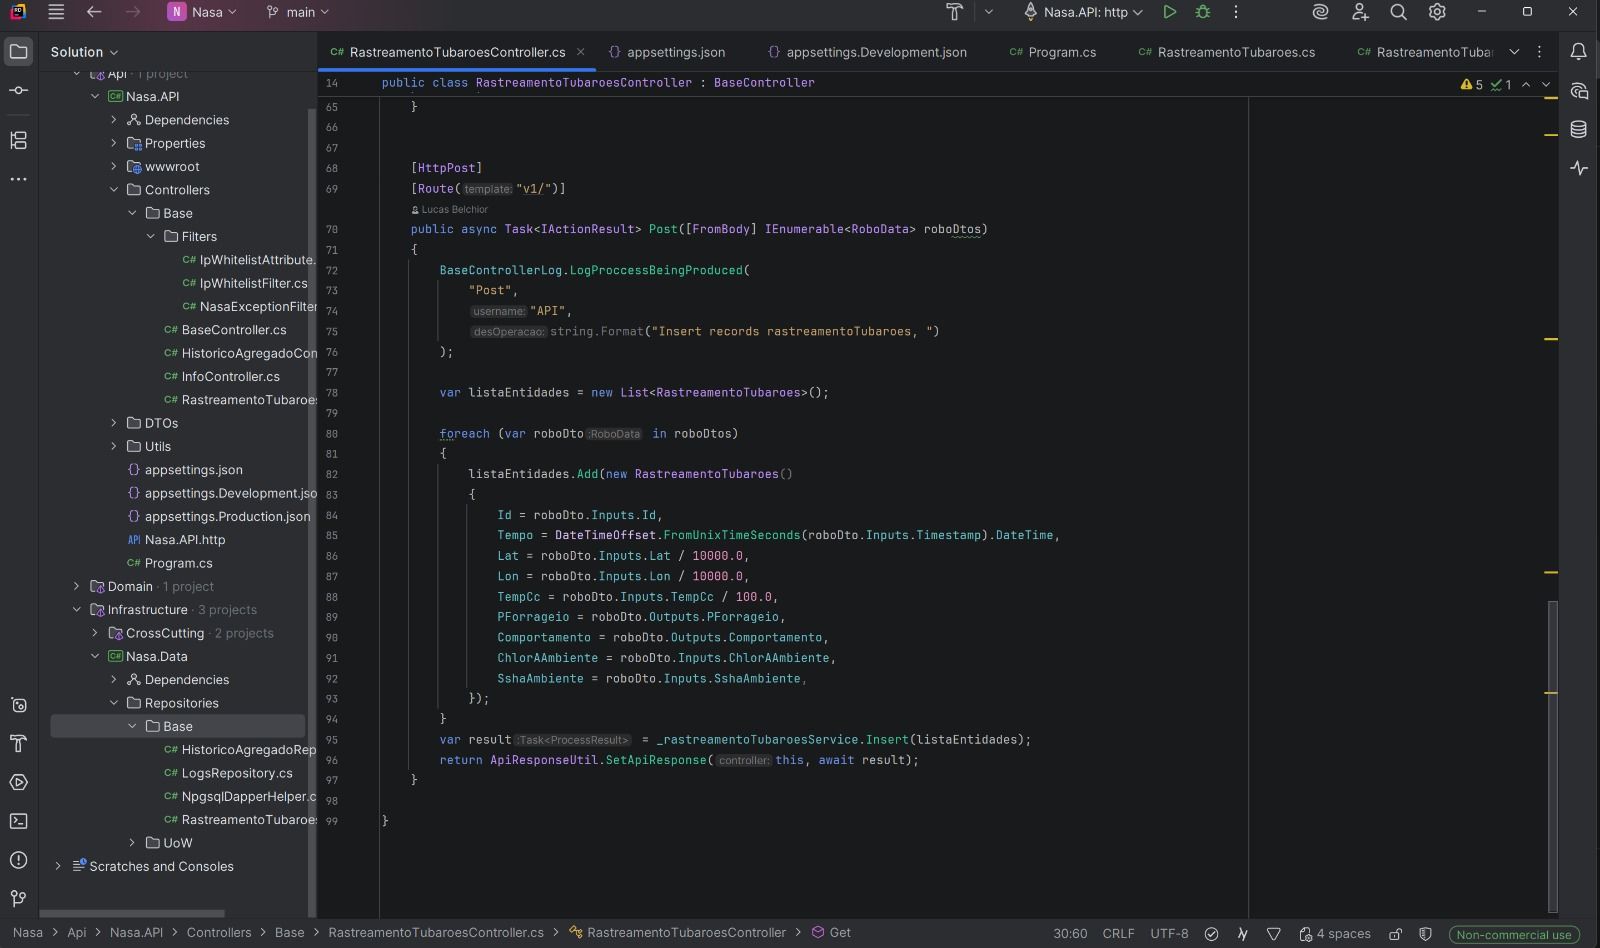 Nasa
main
Nasa.API: http
Solution
RastreamentoTubaroesController.cs
appsettings.json
appsettings.Development.json
C# Program.cs
C# RastreamentoTubaroes.cs
C# RastreamentoTubar
Api · 1 project
Nasa.API
Dependencies
Properties
wwwroot
Controllers
Base
Filters
C# IpWhitelistAttribute.
C# IpWhitelistFilter.cs
C# NasaExceptionFilter
C# BaseController.cs
C# HistoricoAgregadoCon
C# InfoController.cs
C# RastreamentoTubaroes
DTOs
Utils
{} appsettings.json
{} appsettings.Development.jso
{} appsettings.Production.json
API Nasa.API.http
C# Program.cs
Domain · 1 project
Infrastructure · 3 projects
CrossCutting · 2 projects
Nasa.Data
Dependencies
Repositories
Base
C# HistoricoAgregadoRep
C# LogsRepository.cs
C# NpgsqlDapperHelper.c
C# RastreamentoTubaroes
UoW
Scratches and Consoles
14 public class RastreamentoTubaroesController : BaseController
5 1
65 }
66
67
68 [HttpPost]
69 [Route( template: "v1/")]
Lucas Belchior
70 public async Task<IActionResult> Post([FromBody] IEnumerable<RoboData> roboDtos)
71 {
72 BaseControllerLog.LogProccessBeingProduced(
73 "Post",
74 username: "API",
75 desOperacao: string.Format("Insert records rastreamentoTubaroes, ")
76 );
77
78 var listaEntidades = new List<RastreamentoTubaroes>();
79
80 foreach (var roboDto :RoboData in roboDtos)
81 {
82 listaEntidades.Add(new RastreamentoTubaroes()
83 {
84 Id = roboDto.Inputs.Id,
85 Tempo = DateTimeOffset.FromUnixTimeSeconds(roboDto.Inputs.Timestamp).DateTime,
86 Lat = roboDto.Inputs.Lat / 10000.0,
87 Lon = roboDto.Inputs.Lon / 10000.0,
88 TempCc = roboDto.Inputs.TempCc / 100.0,
89 PForrageio = roboDto.Outputs.PForrageio,
90 Comportamento = roboDto.Outputs.Comportamento,
91 ChlorAAmbiente = roboDto.Inputs.ChlorAAmbiente,
92 SshaAmbiente = roboDto.Inputs.SshaAmbiente,
93 });
94 }
95 var result :Task<ProcessResult> = _rastreamentoTubaroesService.Insert(listaEntidades);
96 return ApiResponseUtil.SetApiResponse( controller: this, await result);
97 }
98
99 }
Nasa > Api > Nasa.API > Controllers > Base > RastreamentoTubaroesController.cs > RastreamentoTubaroesController > Get
30:60 CRLF UTF-8 4 spaces Non-commercial use